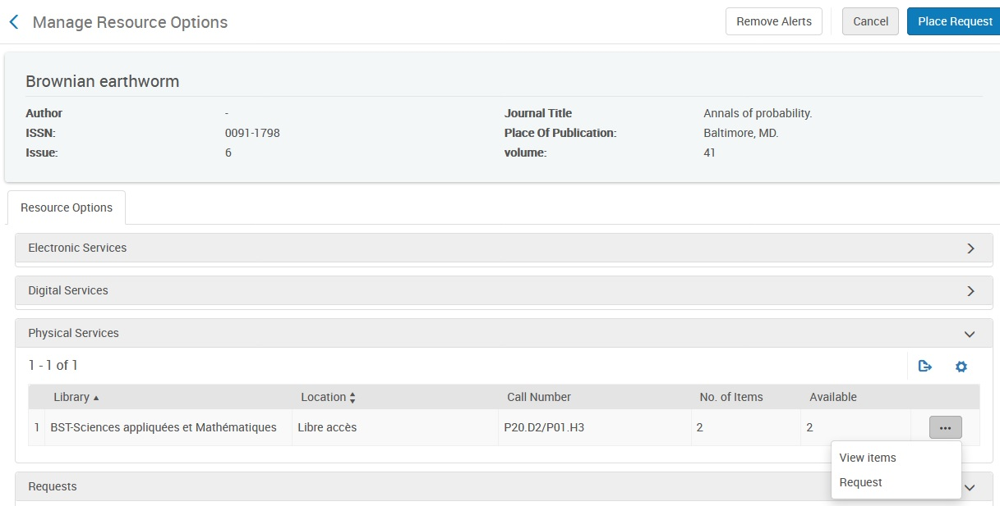 Manage Resource Options
Remove Alerts
Cancel
Place Request
Brownian earthworm
Author - Journal Title Annals of probability.
ISSN: 0091-1798 Place Of Publication: Baltimore, MD.
Issue: 6 volume: 41
Resource Options
Electronic Services
Digital Services
Physical Services
1 - 1 of 1
Library Location Call Number No. of Items Available
1 BST-Sciences appliquées et Mathématiques Libre accès P20.D2/P01.H3 2 2 ...
View items
Request
Requests